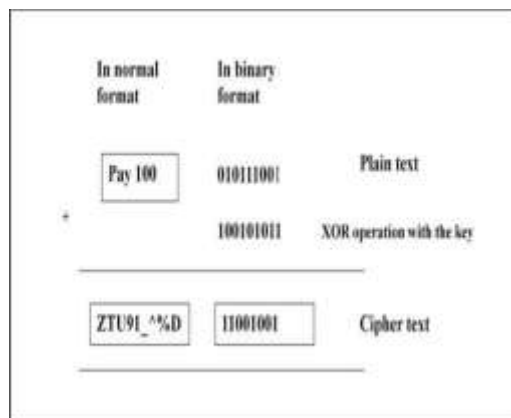 In normal In binary
format format
Pay 100 010111001 Plain text
+ 100101011 XOR operation with the key
ZTU91_^%D 11001001 Cipher text